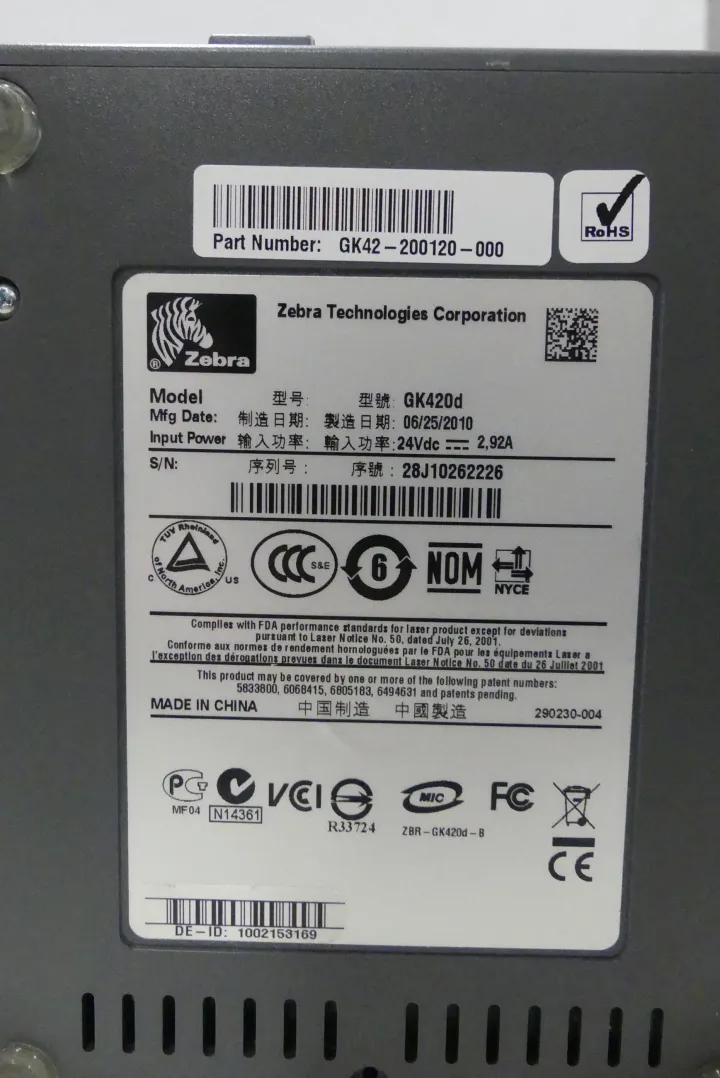 Part Number: GK42-200120-000
RoHS
Zebra Technologies Corporation
® Zebra
Model 型号: 型號: GK420d
Mfg Date: 制造日期: 製造日期: 06/25/2010
Input Power 输入功率: 輸入功率: 24Vdc 2,92A
S/N: 序列号: 序號: 28J10262226
TUV Rheinland of North America, Inc.
C US
CCC S&E
6
NOM
NYCE
Complies with FDA performance standards for laser product except for deviations
pursuant to Laser Notice No. 50, dated July 26, 2001.
Conforme aux normes de rendement homologuées par le FDA pour les équipements Laser a
l'exception des dérogations prevues dans le document Laser Notice No. 50 date du 26 Juillet 2001
This product may be covered by one or more of the following patent numbers:
5833800, 6068415, 6805183, 6494631 and patents pending.
MADE IN CHINA 中国制造 中國製造 290230-004
MF04
N14361
VCCI
R33724
MIC
ZBR-GK420d-B
FC
CE
DE-ID: 1002153169